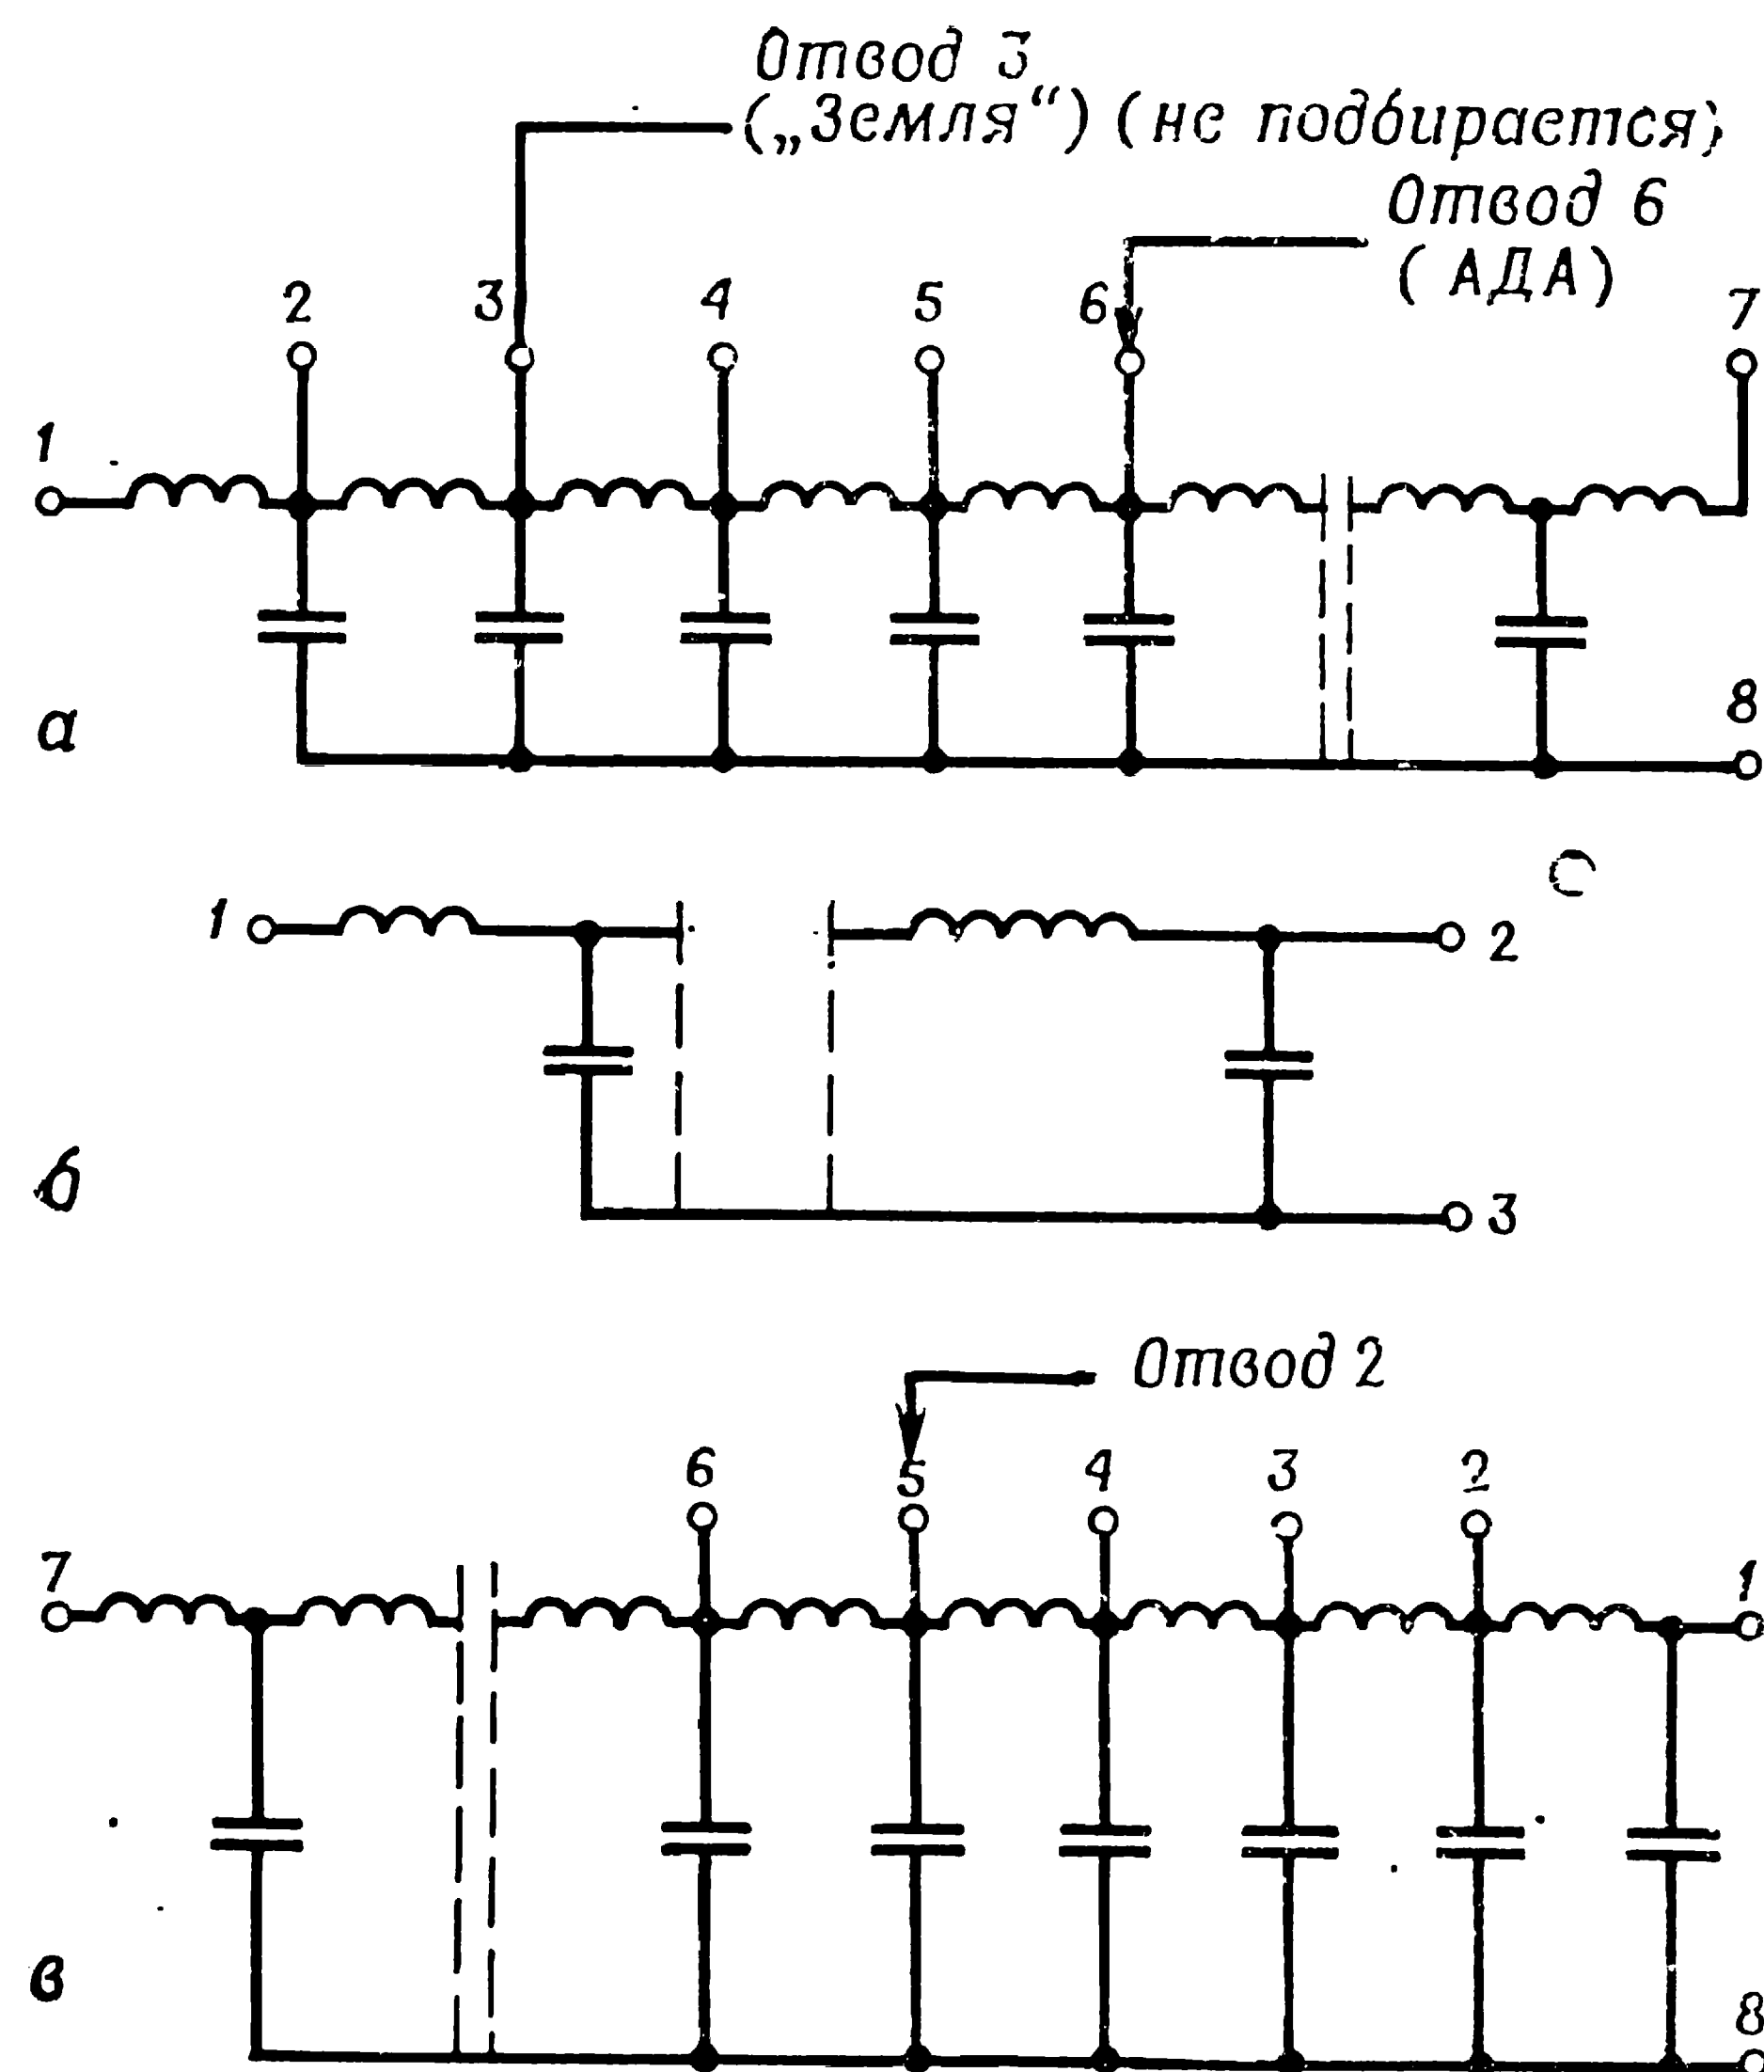 Отвод 3
(„Земля“) (не подбирается)
Отвод 6
(АДА)
2 3 4 5 6 7
1
8
а
1 2
б
3
Отвод 2
6 5 4 3 2
7 1
в
8